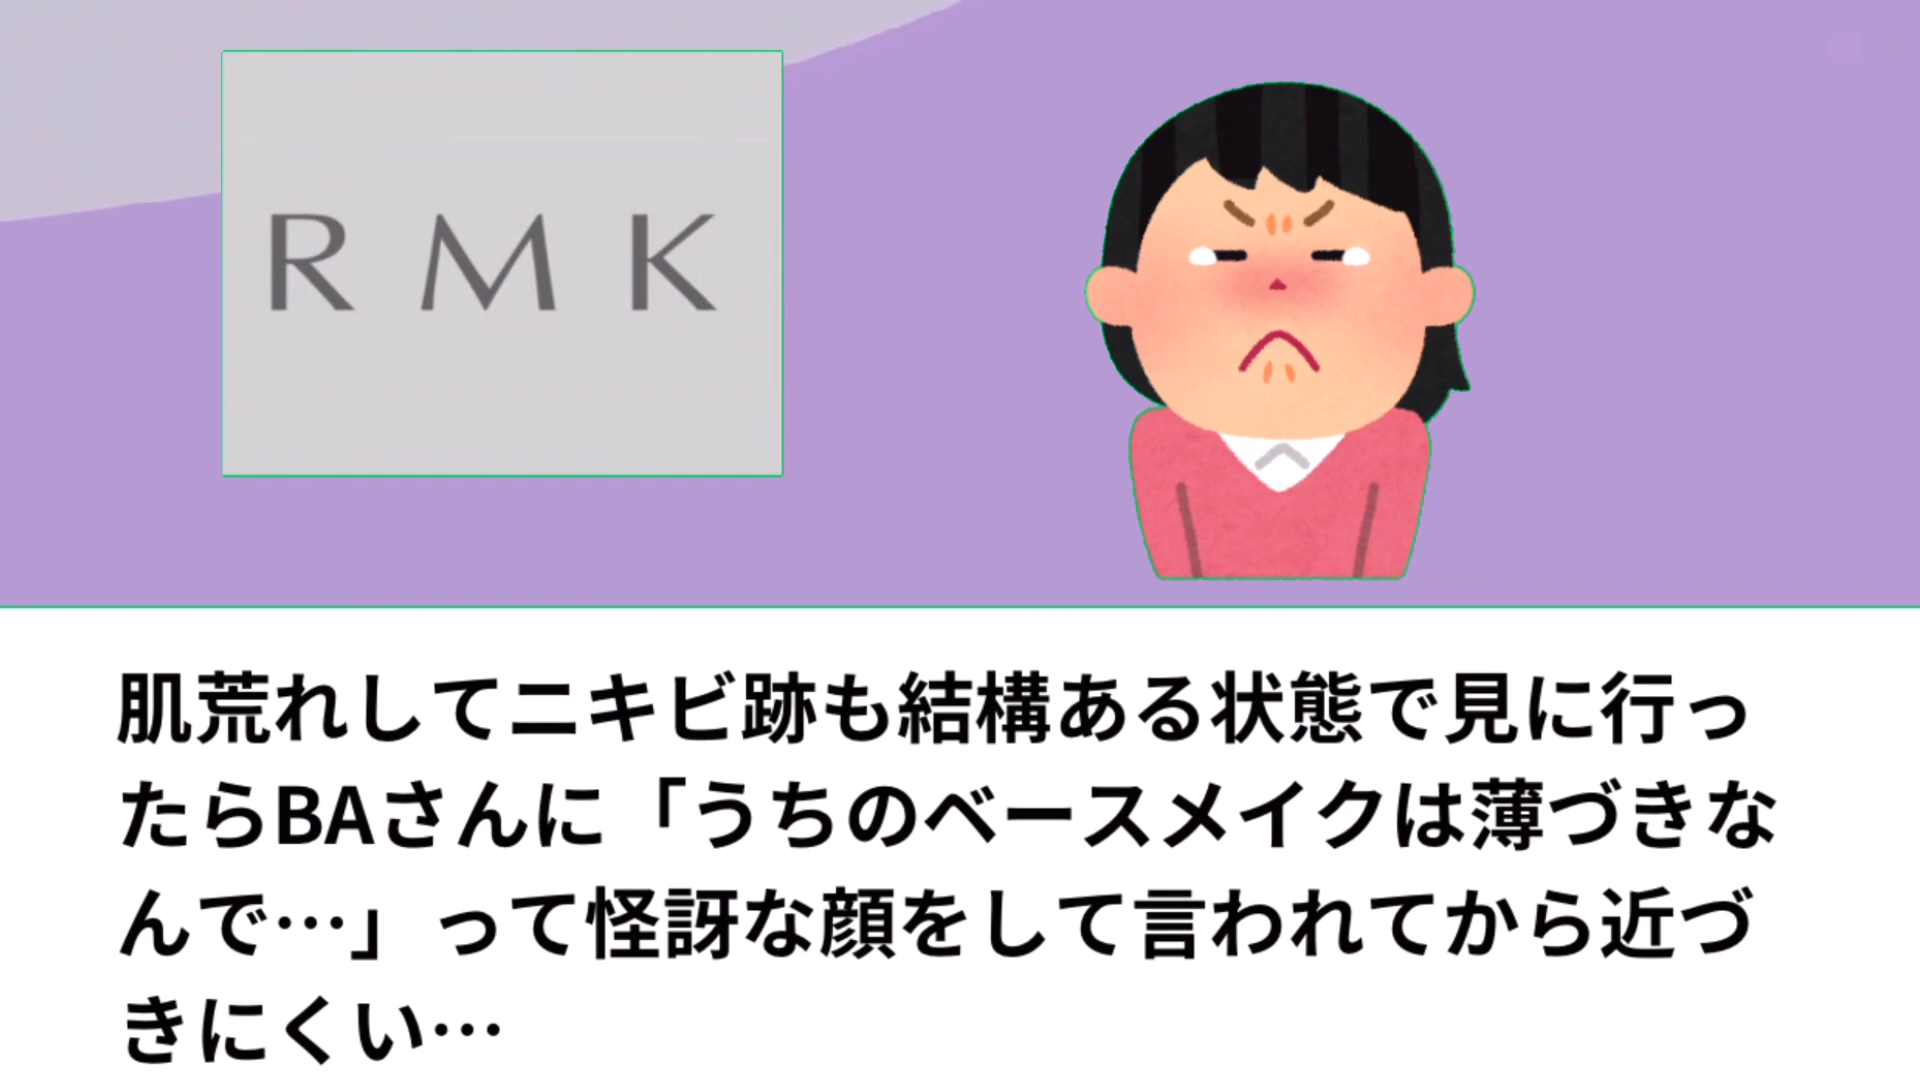 RMK
肌荒れしてニキビ跡も結構ある状態で見に行っ
たらBAさんに「うちのベースメイクは薄づきな
んで…」って怪訝な顔をして言われてから近づ
きにくい…